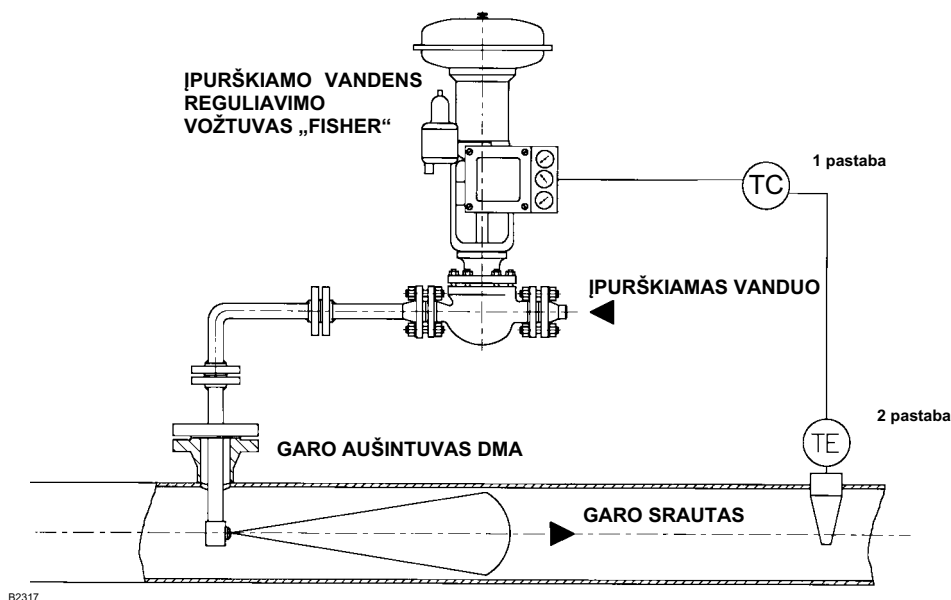 ĮPURŠKIAMO VANDENS
REGULIAVIMO
VOŽTUVAS „FISHER“
1 pastaba
TC
ĮPURŠKIAMAS VANDUO
2 pastaba
TE
GARO AUŠINTUVAS DMA
GARO SRAUTAS
B2317